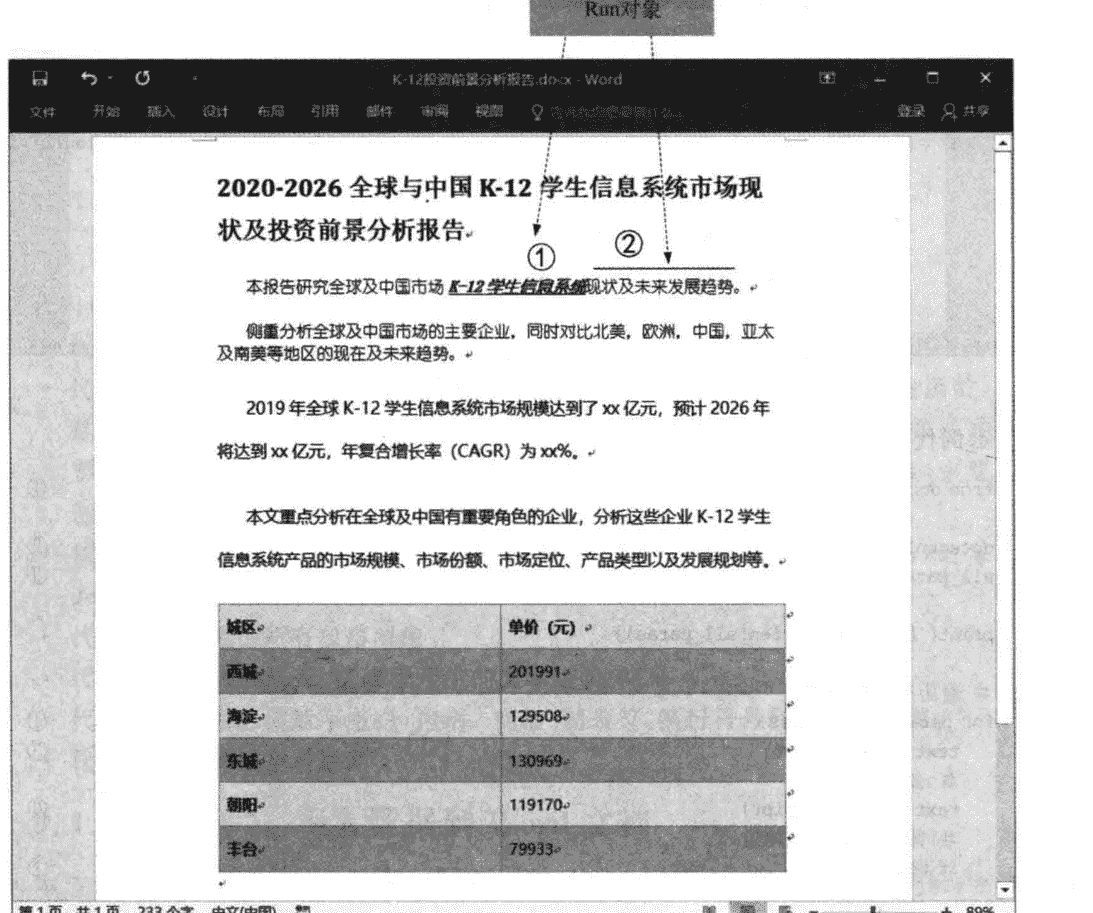 Run对象
K-12投资前景分析报告.docx - Word
文件 开始 插入 设计 布局 引用 邮件 审阅 视图 登录 共享
2020-2026 全球与中国 K-12 学生信息系统市场现
状及投资前景分析报告
① ②
本报告研究全球及中国市场 K-12 学生信息系统现状及未来发展趋势。
侧重分析全球及中国市场的主要企业，同时对比北美，欧洲，中国，亚太
及南美等地区的现在及未来趋势。
2019 年全球 K-12 学生信息系统市场规模达到了 xx 亿元，预计 2026 年
将达到 xx 亿元，年复合增长率（CAGR）为 xx%。
本文重点分析在全球及中国有重要角色的企业，分析这些企业 K-12 学生
信息系统产品的市场规模、市场份额、市场定位、产品类型以及发展规划等。
城区 单价（元）
西城 201991
海淀 129508
东城 130969
朝阳 119170
丰台 79933
第 1 页 共 1 页 233 个字 中文(中国) 89%